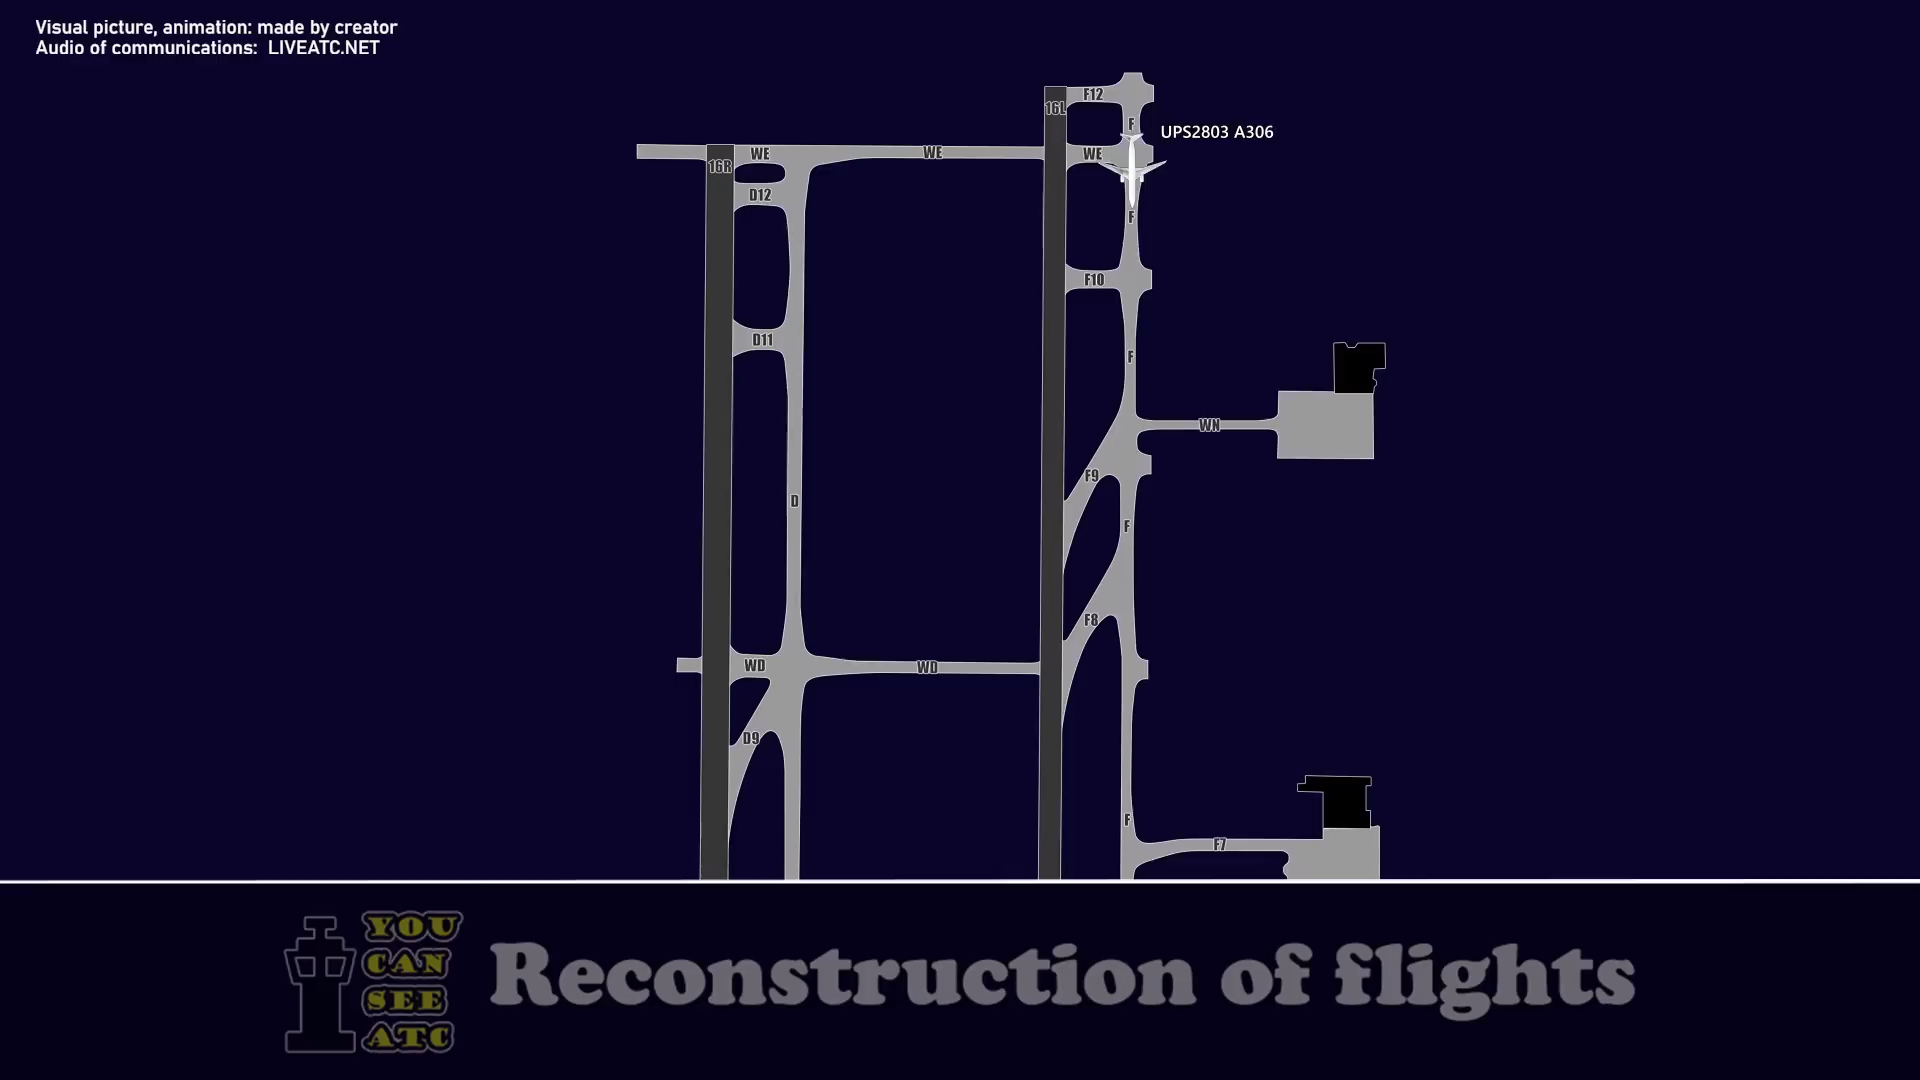 Visual picture, animation: made by creator
Audio of communications: LIVEATC.NET
F12
16L
F
UPS2803 A306
WE
WE
WE
16R
D12
F
F10
D11
F
WN
F9
D
F
F8
WD
WD
D9
F
F7
YOU
CAN
SEE
ATC
Reconstruction of flights